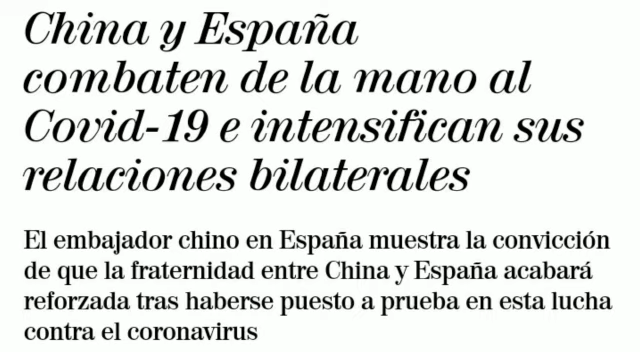 China y España
combaten de la mano al
Covid-19 e intensifican sus
relaciones bilaterales
El embajador chino en España muestra la convicción
de que la fraternidad entre China y España acabará
reforzada tras haberse puesto a prueba en esta lucha
contra el coronavirus